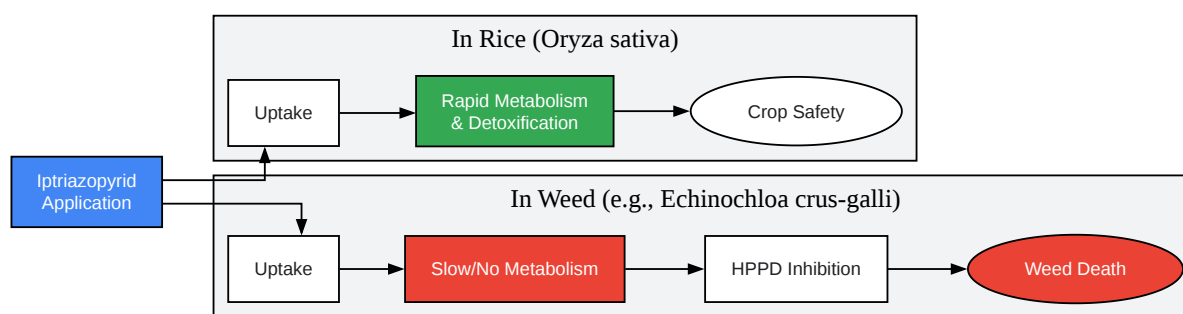 In Rice (Oryza sativa)
Uptake
Rapid Metabolism
& Detoxification
Crop Safety
Iptriazopyrid
Application
In Weed (e.g., Echinochloa crus-galli)
Uptake
Slow/No Metabolism
HPPD Inhibition
Weed Death